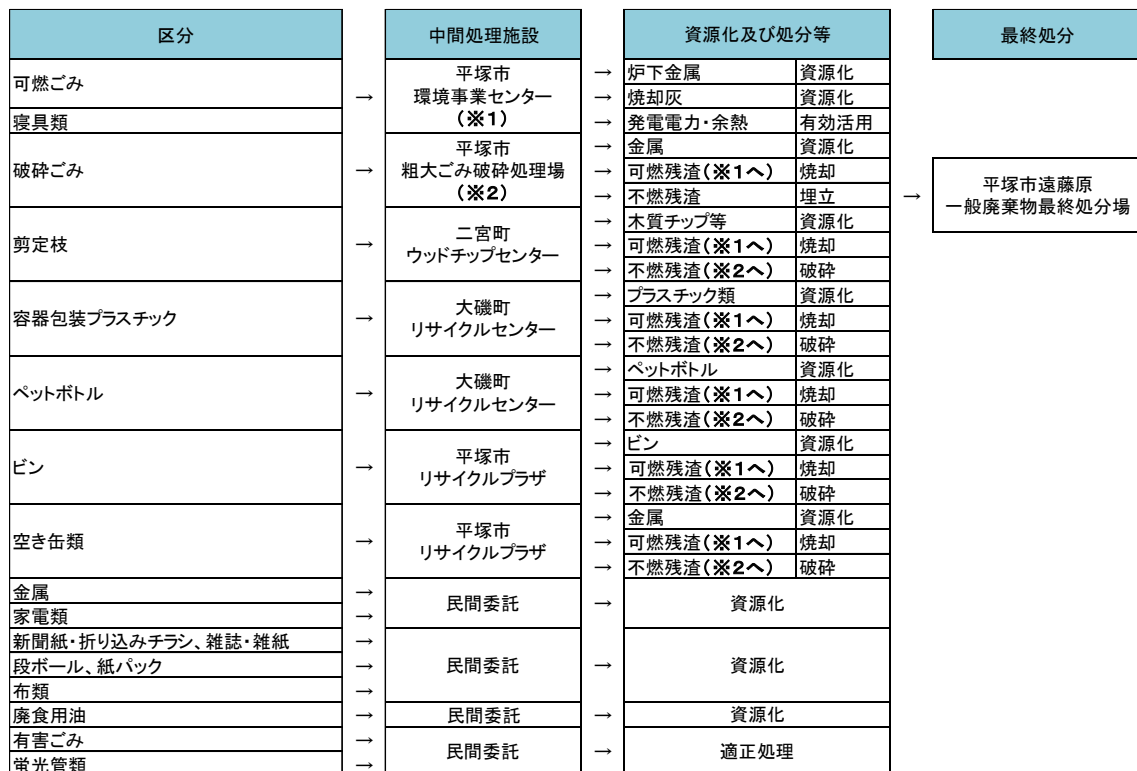 区分 中間処理施設 資源化及び処分等 最終処分
可燃ごみ
寝具類
→
平塚市
環境事業センター
(※1)
→ 炉下金属 資源化
→ 焼却灰 資源化
→ 発電電力・余熱 有効活用
破砕ごみ
→
平塚市
粗大ごみ破砕処理場
(※2)
→ 金属 資源化
→ 可燃残渣(※1へ) 焼却
→ 不燃残渣 埋立
→
平塚市遠藤原
一般廃棄物最終処分場
剪定枝
→
二宮町
ウッドチップセンター
→ 木質チップ等 資源化
→ 可燃残渣(※1へ) 焼却
→ 不燃残渣(※2へ) 破砕
容器包装プラスチック
→
大磯町
リサイクルセンター
→ プラスチック類 資源化
→ 可燃残渣(※1へ) 焼却
→ 不燃残渣(※2へ) 破砕
ペットボトル
→
大磯町
リサイクルセンター
→ ペットボトル 資源化
→ 可燃残渣(※1へ) 焼却
→ 不燃残渣(※2へ) 破砕
ビン
→
平塚市
リサイクルプラザ
→ ビン 資源化
→ 可燃残渣(※1へ) 焼却
→ 不燃残渣(※2へ) 破砕
空き缶類
→
平塚市
リサイクルプラザ
→ 金属 資源化
→ 可燃残渣(※1へ) 焼却
→ 不燃残渣(※2へ) 破砕
金属 →
家電類 →
民間委託 → 資源化
新聞紙・折り込みチラシ、雑誌・雑紙 →
段ボール、紙パック →
布類 →
民間委託 → 資源化
廃食用油 → 民間委託 → 資源化
有害ごみ →
蛍光管類 →
民間委託 → 適正処理